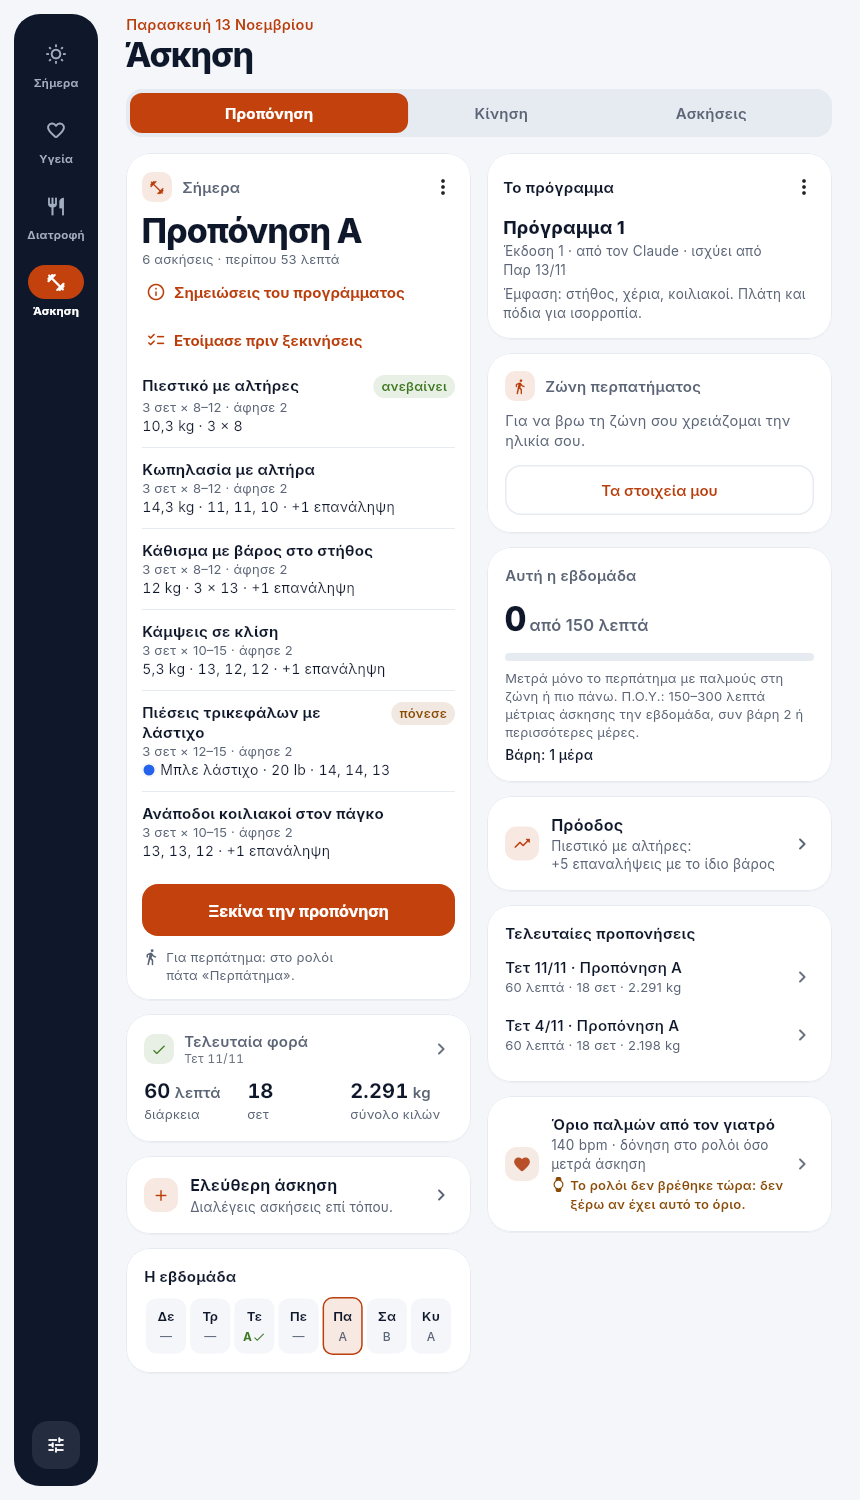 Παρασκευή 13 Νοεμβρίου
Άσκηση
Σήμερα
Υγεία
Διατροφή
Άσκηση
Προπόνηση
Κίνηση
Ασκήσεις
Σήμερα
Προπόνηση Α
6 ασκήσεις · περίπου 53 λεπτά
Σημειώσεις του προγράμματος
Ετοίμασε πριν ξεκινήσεις
Πιεστικό με αλτήρες
ανεβαίνει
3 σετ × 8–12 · άφησε 2
10,3 kg · 3 × 8
Κωπηλασία με αλτήρα
3 σετ × 8–12 · άφησε 2
14,3 kg · 11, 11, 10 · +1 επανάληψη
Κάθισμα με βάρος στο στήθος
3 σετ × 8–12 · άφησε 2
12 kg · 3 × 13 · +1 επανάληψη
Κάμψεις σε κλίση
3 σετ × 10–15 · άφησε 2
5,3 kg · 13, 12, 12 · +1 επανάληψη
Πιέσεις τρικεφάλων με
λάστιχο
πόνεσε
3 σετ × 12–15 · άφησε 2
Μπλε λάστιχο · 20 lb · 14, 14, 13
Ανάποδοι κοιλιακοί στον πάγκο
3 σετ × 10–15 · άφησε 2
13, 13, 12 · +1 επανάληψη
Ξεκίνα την προπόνηση
Για περπάτημα: στο ρολόι
πάτα «Περπάτημα».
Τελευταία φορά
Τετ 11/11
60 λεπτά
διάρκεια
18
σετ
2.291 kg
σύνολο κιλών
Ελεύθερη άσκηση
Διαλέγεις ασκήσεις επί τόπου.
Η εβδομάδα
Δε
—
Τρ
—
Τε
Α
Πε
—
Πα
Α
Σα
Β
Κυ
Α
Το πρόγραμμα
Πρόγραμμα 1
Έκδοση 1 · από τον Claude · ισχύει από
Παρ 13/11
Έμφαση: στήθος, χέρια, κοιλιακοί. Πλάτη και
πόδια για ισορροπία.
Ζώνη περπατήματος
Για να βρω τη ζώνη σου χρειάζομαι την
ηλικία σου.
Τα στοιχεία μου
Αυτή η εβδομάδα
0 από 150 λεπτά
Μετρά μόνο το περπάτημα με παλμούς στη
ζώνη ή πιο πάνω. Π.Ο.Υ.: 150–300 λεπτά
μέτριας άσκησης την εβδομάδα, συν βάρη 2 ή
περισσότερες μέρες.
Βάρη: 1 μέρα
Πρόοδος
Πιεστικό με αλτήρες:
+5 επαναλήψεις με το ίδιο βάρος
Τελευταίες προπονήσεις
Τετ 11/11 · Προπόνηση Α
60 λεπτά · 18 σετ · 2.291 kg
Τετ 4/11 · Προπόνηση Α
60 λεπτά · 18 σετ · 2.198 kg
Όριο παλμών από τον γιατρό
140 bpm · δόνηση στο ρολόι όσο
μετρά άσκηση
Το ρολόι δεν βρέθηκε τώρα: δεν
ξέρω αν έχει αυτό το όριο.